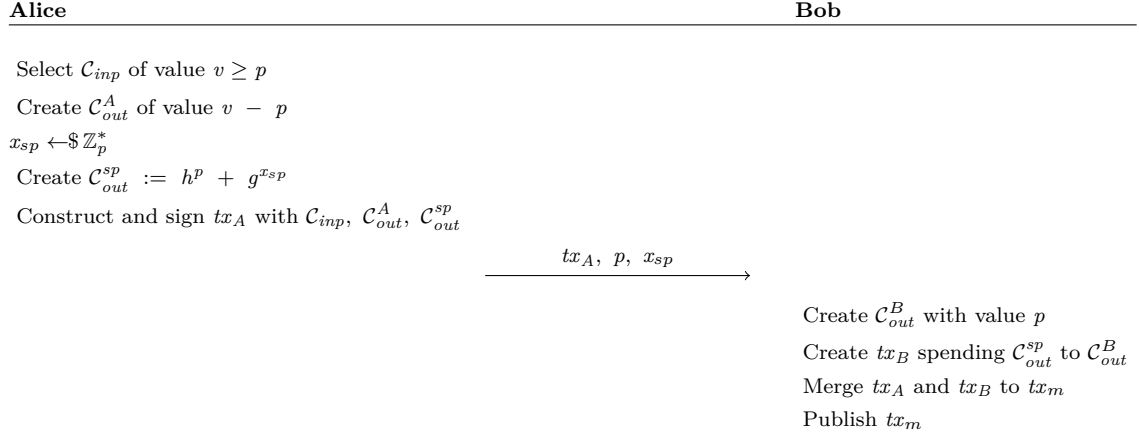 Alice Bob
Select 𝒞_inp of value v ≥ p
Create 𝒞^A_out of value v − p
x_sp ←$ ℤ*_p
Create 𝒞^sp_out := h^p + g^{x_sp}
Construct and sign tx_A with 𝒞_inp, 𝒞^A_out, 𝒞^sp_out
tx_A, p, x_sp
Create 𝒞^B_out with value p
Create tx_B spending 𝒞^sp_out to 𝒞^B_out
Merge tx_A and tx_B to tx_m
Publish tx_m